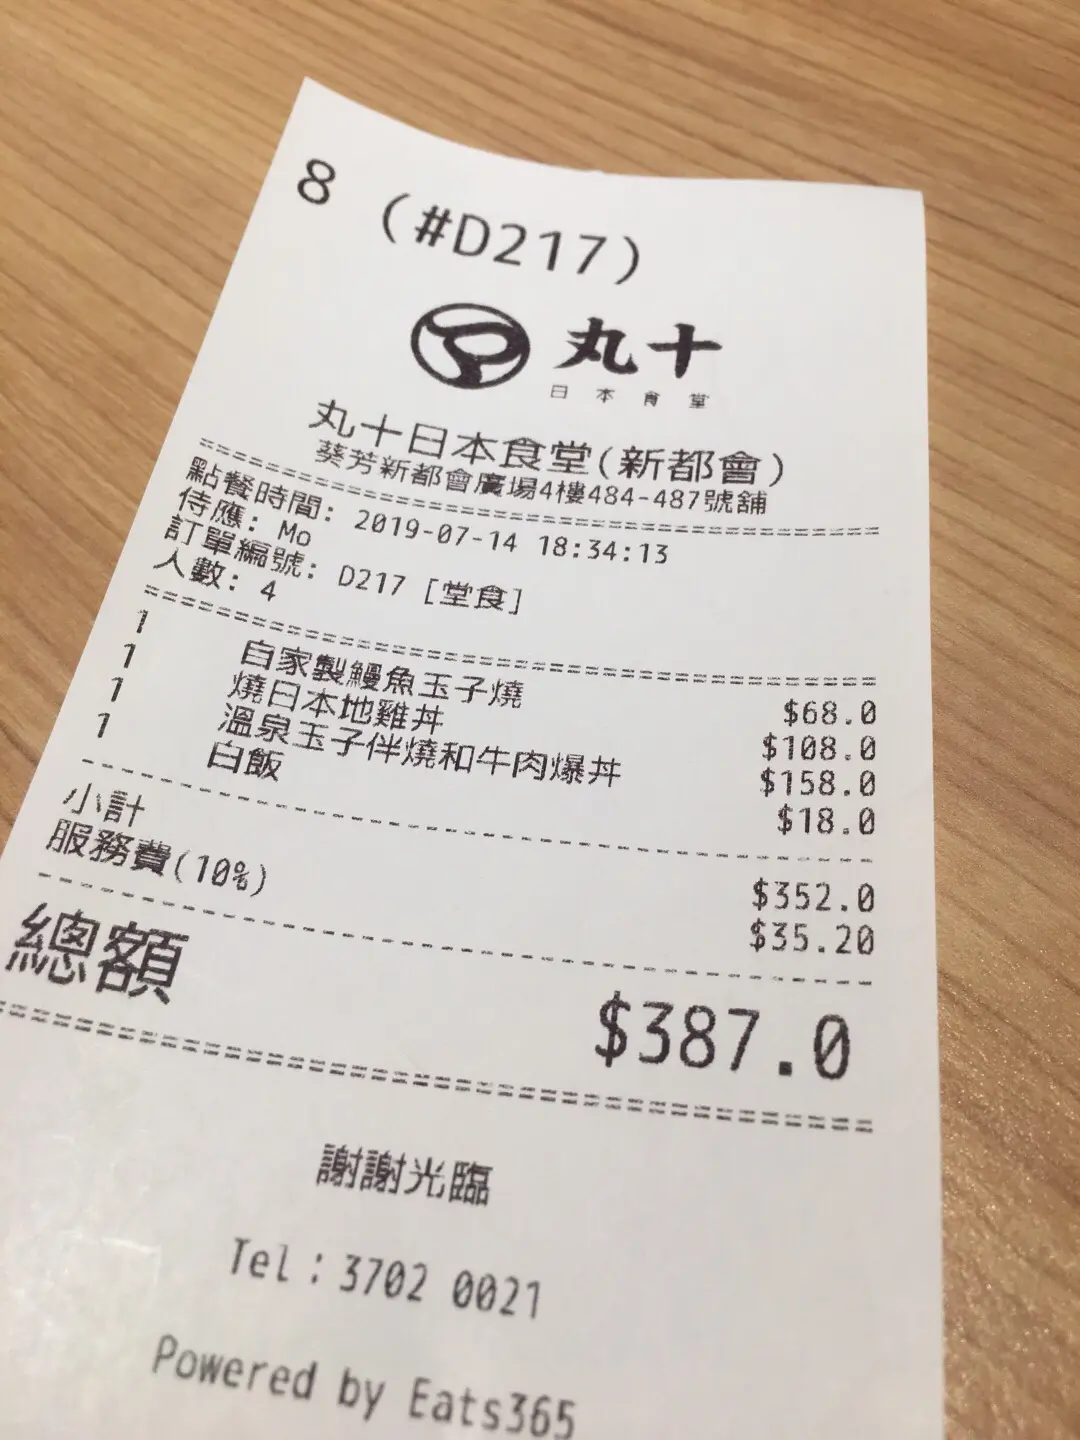 8 (#D217)
丸十
日本食堂
丸十日本食堂(新都會)
葵芳新都會廣場4樓484-487號舖
點餐時間: 2019-07-14 18:34:13
侍應: Mo
訂單編號: D217 [堂食]
人數: 4
1 自家製鰻魚玉子燒 $68.0
1 燒日本地雞丼 $108.0
1 溫泉玉子伴燒和牛肉爆丼 $158.0
1 白飯 $18.0
小計 $352.0
服務費(10%) $35.20
總額 $387.0
謝謝光臨
Tel:3702 0021
Powered by Eats365